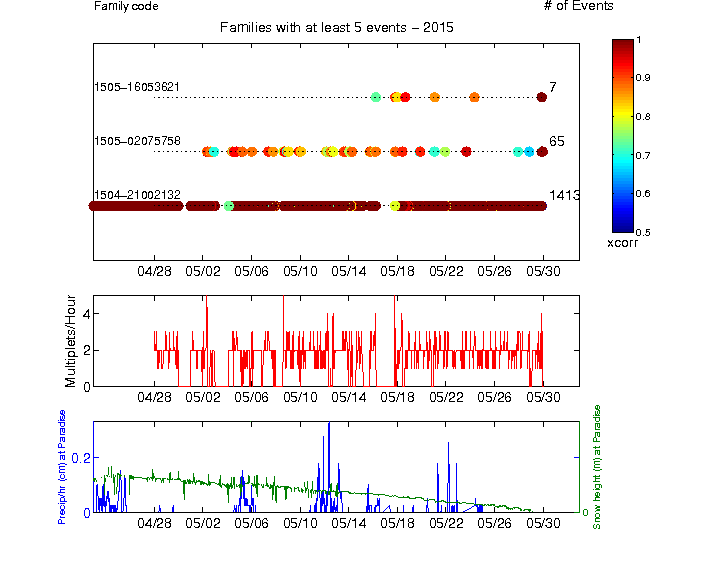 Family code
# of Events
Families with at least 5 events – 2015
1505–16053621
7
1505–02075758
65
1504–21002132
1413
04/28 05/02 05/06 05/10 05/14 05/18 05/22 05/26 05/30
1
0.9
0.8
0.7
0.6
0.5
xcorr
Multiplets/Hour
4
2
0
04/28 05/02 05/06 05/10 05/14 05/18 05/22 05/26 05/30
Precip/hr (cm) at Paradise
0.2
0
0
Snow height (m) at Paradise
04/28 05/02 05/06 05/10 05/14 05/18 05/22 05/26 05/30